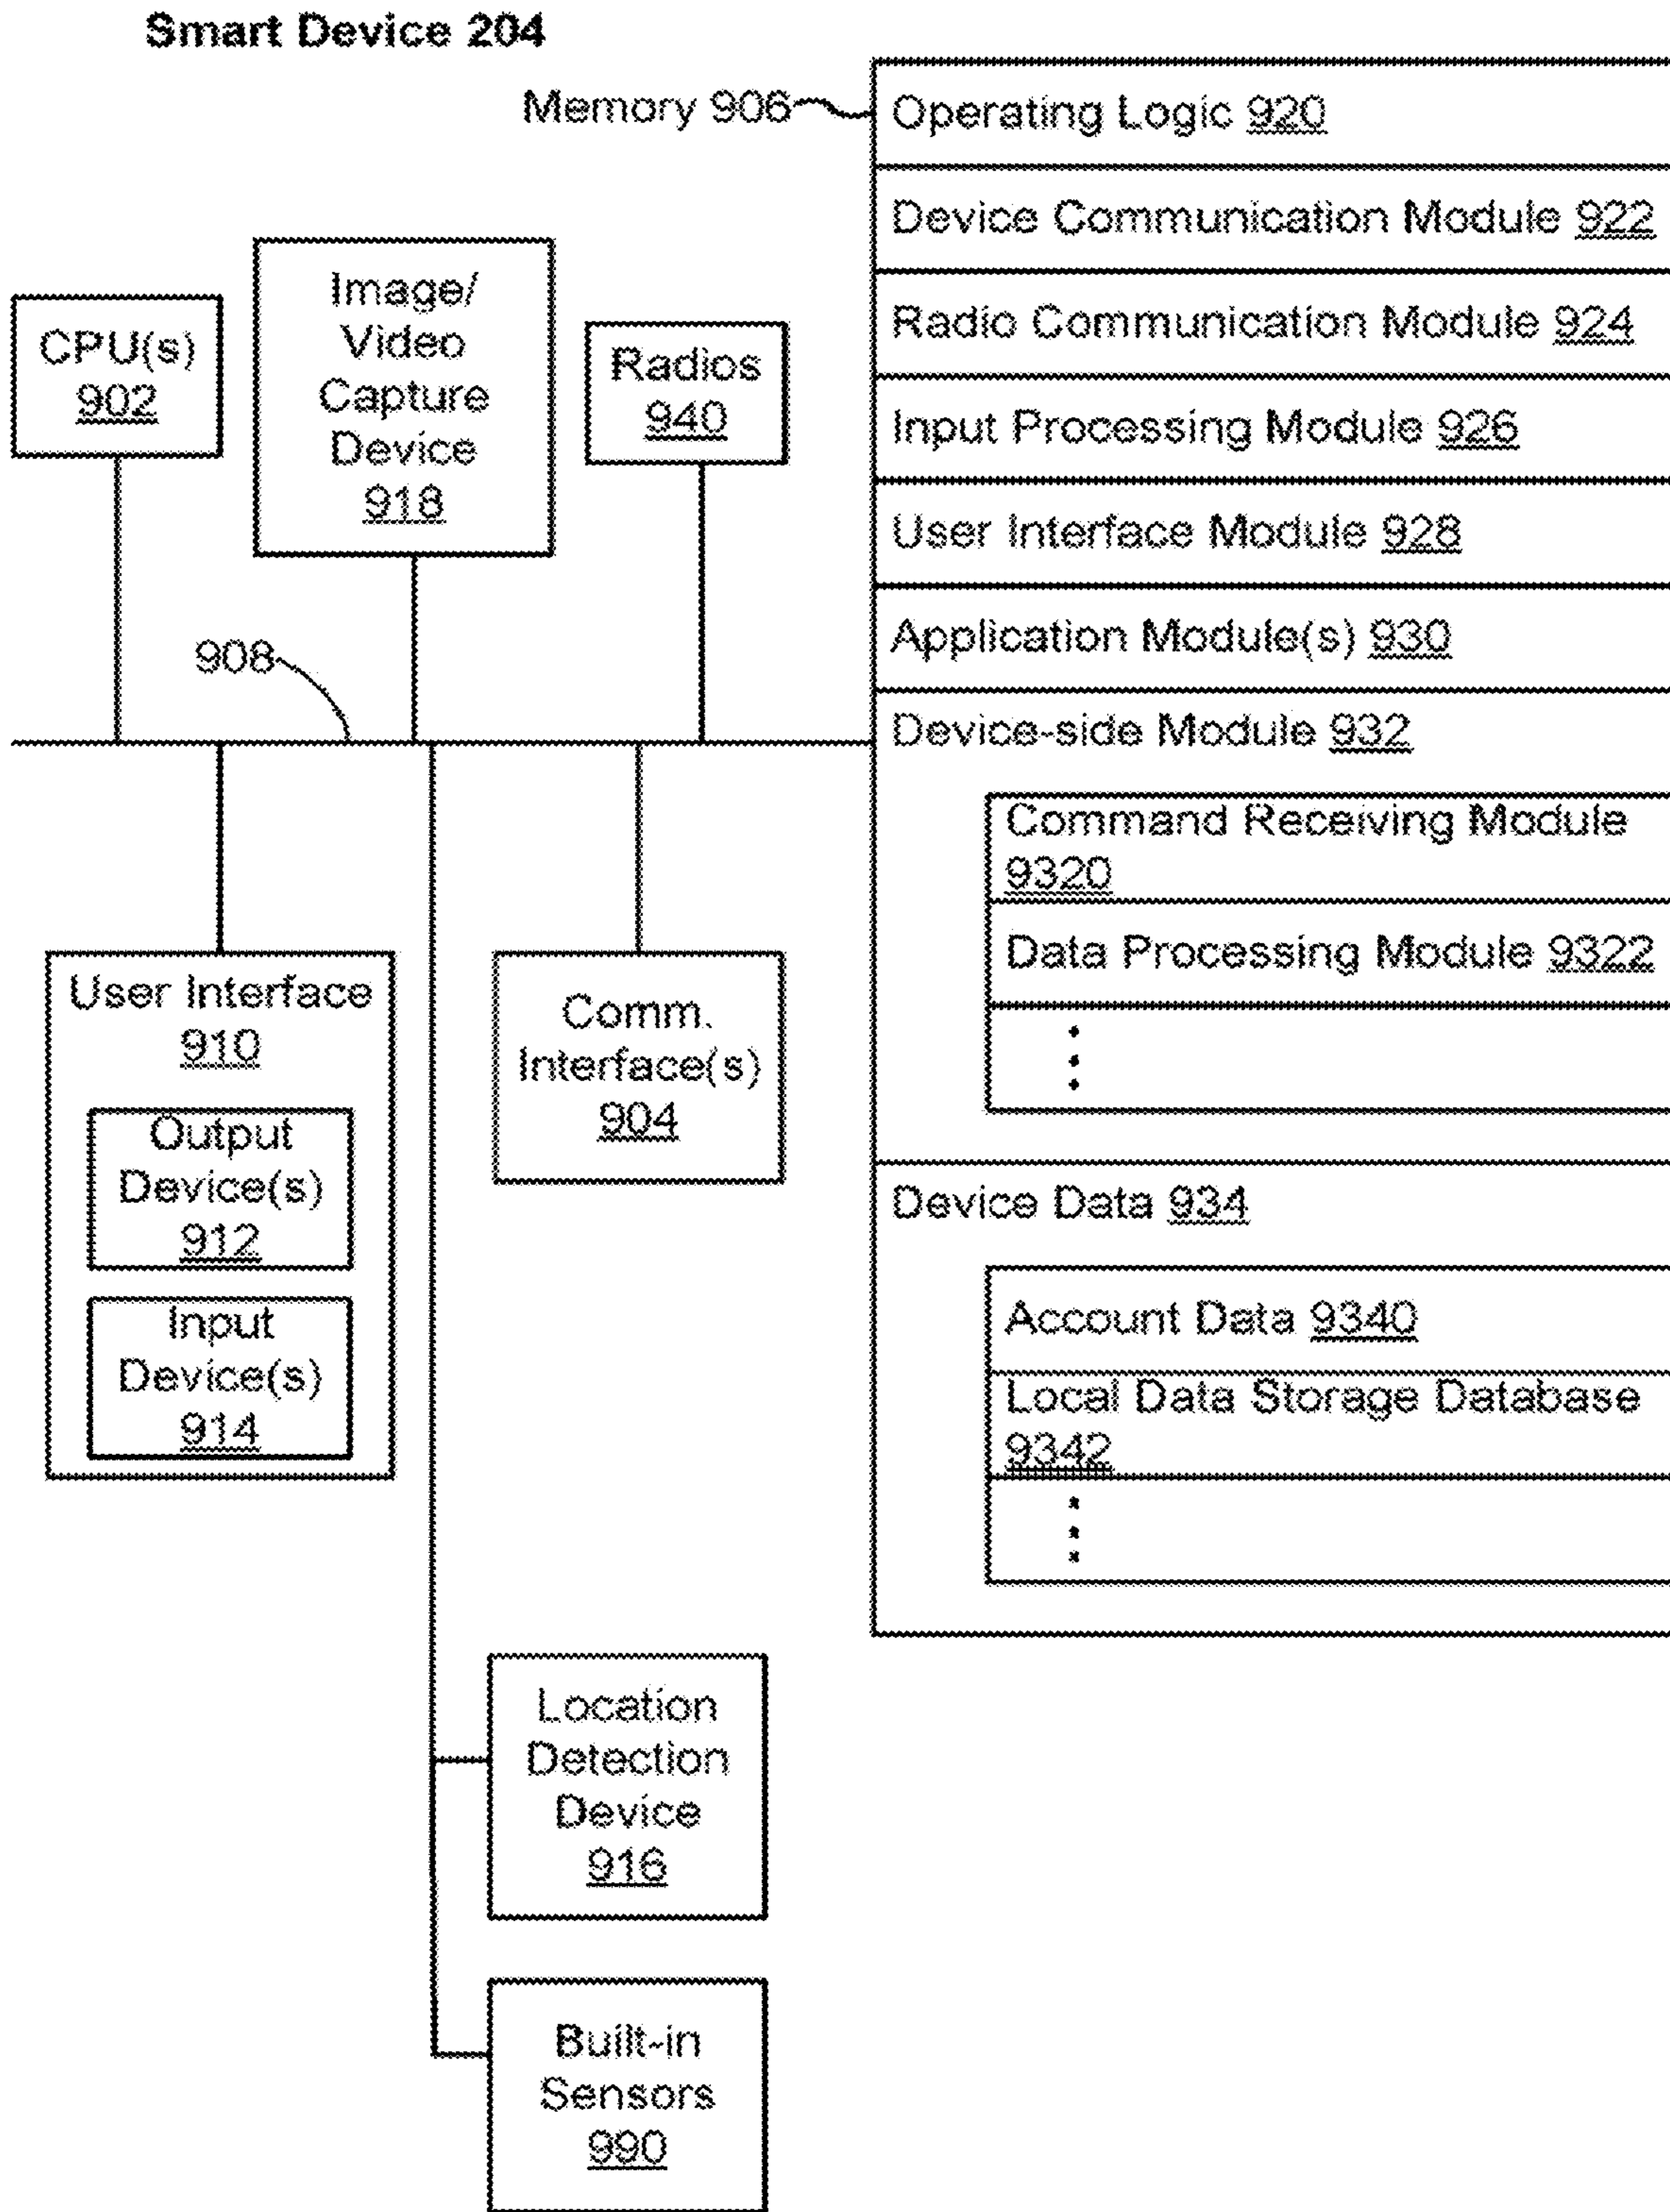 Smart Device 204
Memory 906
Operating Logic 920
Device Communication Module 922
Radio Communication Module 924
Input Processing Module 926
User Interface Module 928
Application Module(s) 930
Device-side Module 932
Command Receiving Module
9320
Data Processing Module 9322
Device Data 934
Account Data 9340
Local Data Storage Database
9342
CPU(s)
902
Image/
Video
Capture
Device
918
Radios
940
908
User Interface
910
Output
Device(s)
912
Input
Device(s)
914
Comm.
Interface(s)
904
Location
Detection
Device
916
Built-in
Sensors
990